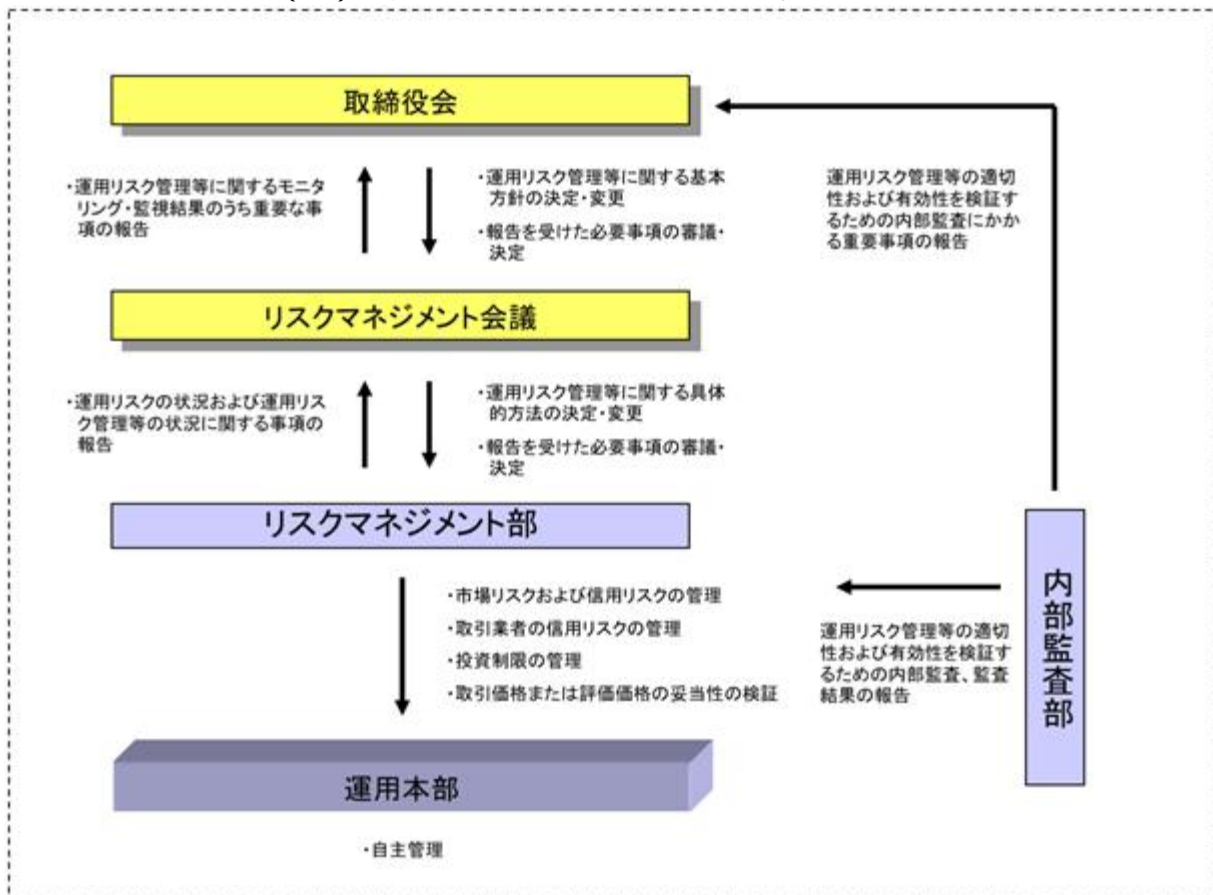 取締役会
・運用リスク管理等に関するモニ
タリング・監視結果のうち重要な事
項の報告
・運用リスク管理等に関する基本
方針の決定・変更
・報告を受けた必要事項の審議・
決定
運用リスク管理等の適切
性および有効性を検証す
るための内部監査にかか
る重要事項の報告
リスクマネジメント会議
・運用リスクの状況および運用リス
ク管理等の状況に関する事項の
報告
・運用リスク管理等に関する具体
的方法の決定・変更
・報告を受けた必要事項の審議・
決定
リスクマネジメント部
・市場リスクおよび信用リスクの管理
・取引業者の信用リスクの管理
・投資制限の管理
・取引価格または評価価格の妥当性の検証
運用リスク管理等の適切
性および有効性を検証す
るための内部監査、監査
結果の報告
内部監査部
運用本部
・自主管理